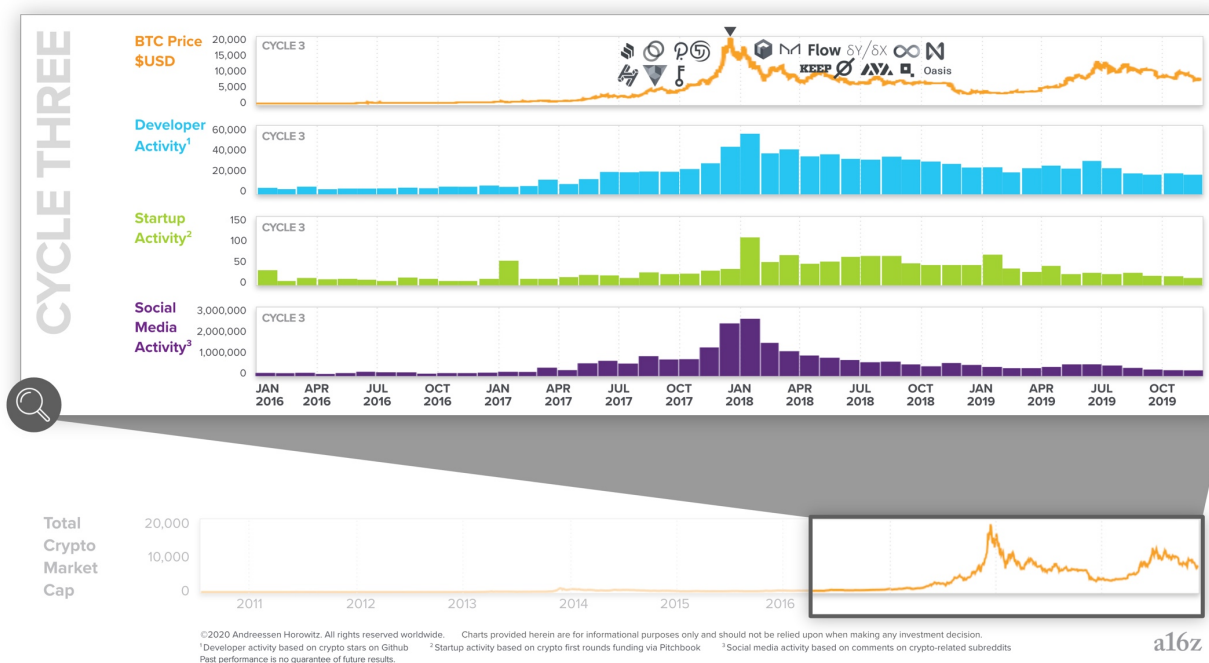 CYCLE THREE
BTC Price
$USD
20,000
15,000
10,000
5,000
0
CYCLE 3
Flow δY/δX
KEEP
Oasis
Developer
Activity1
60,000
40,000
20,000
0
CYCLE 3
Startup
Activity2
150
100
50
0
CYCLE 3
Social
Media
Activity3
3,000,000
2,000,000
1,000,000
0
CYCLE 3
JAN APR JUL OCT JAN APR JUL OCT JAN APR JUL OCT JAN APR JUL OCT
2016 2016 2016 2016 2017 2017 2017 2017 2018 2018 2018 2018 2019 2019 2019 2019
Total
Crypto
Market
Cap
20,000
10,000
0
2011 2012 2013 2014 2015 2016
©2020 Andreessen Horowitz. All rights reserved worldwide. Charts provided herein are for informational purposes only and should not be relied upon when making any investment decision.
1Developer activity based on crypto stars on Github 2Startup activity based on crypto first rounds funding via Pitchbook 3Social media activity based on comments on crypto-related subreddits
Past performance is no guarantee of future results.
a16z